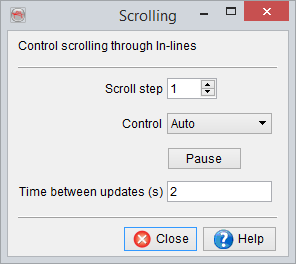 Scrolling
Control scrolling through In-lines
Scroll step 1
Control Auto
Pause
Time between updates (s) 2
Close Help